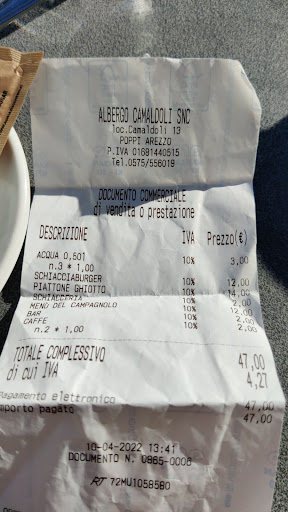 ALBERGO CAMALDOLI SNC
loc.Camaldoli 13
POPPI AREZZO
P.IVA 01691440515
Tel.0575/556019
DOCUMENTO COMMERCIALE
di vendita o prestazione
DESCRIZIONE IVA Prezzo(€)
ACQUA 0,50l 10% 3,00
n.3 * 1,00
SCHIACCIABURGER 10% 12,00
PIATTONE GHIOTTO 10% 14,00
SCHIACCERIA 10% 2,00
MENU DEL CAMPAGNOLO 10% 12,00
BAR 10% 2,00
CAFFE 10% 2,00
n.2 * 1,00
TOTALE COMPLESSIVO 47,00
di cui IVA 4,27
Pagamento elettronico 47,00
mporto pagato 47,00
10-04-2022 13:41
DOCUMENTO N. 0865-0006
RT 72MU1058580